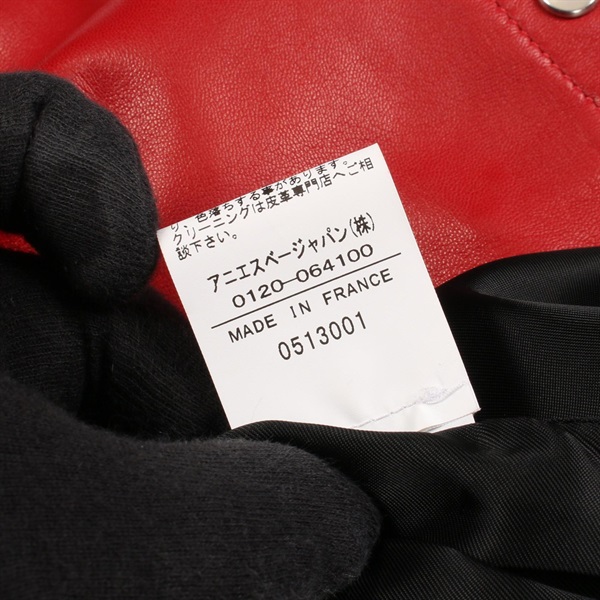 り、色落ちする事があります。
クリーニングは皮革専門店へご相
談下さい。
アニエスベージャパン(株)
0120-064100
MADE IN FRANCE
0513001